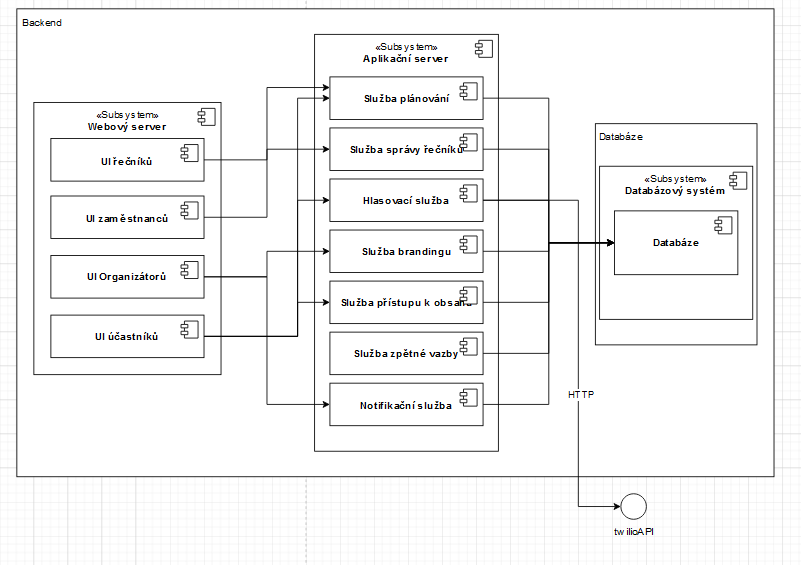 Backend
«Subsystem»
Webový server
UI řečníků
UI zaměstnanců
UI Organizátorů
UI účastníků
«Subsystem»
Aplikační server
Služba plánování
Služba správy řečníků
Hlasovací služba
Služba brandingu
Služba přístupu k obsahu
Služba zpětné vazby
Notifikační služba
Databáze
«Subsystem»
Databázový systém
Databáze
HTTP
twilioAPI